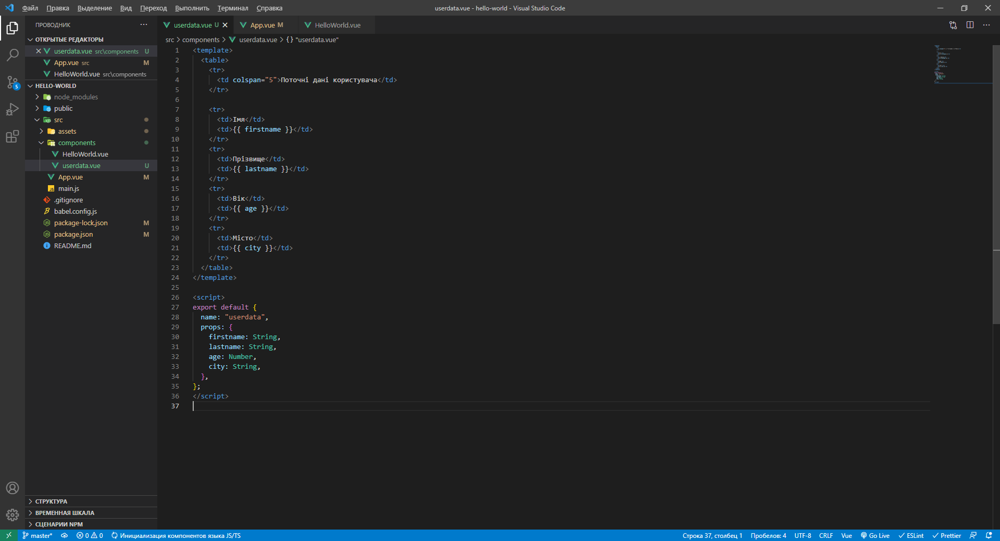 Файл Правка Выделение Вид Переход Выполнить Терминал Справка
userdata.vue - hello-world - Visual Studio Code
ПРОВОДНИК
ОТКРЫТЫЕ РЕДАКТОРЫ
userdata.vue src\components U
App.vue src M
HelloWorld.vue src\components
HELLO-WORLD
node_modules
public
src
assets
components
HelloWorld.vue
userdata.vue U
App.vue M
main.js
.gitignore
babel.config.js
package-lock.json M
package.json M
README.md
СТРУКТУРА
ВРЕМЕННАЯ ШКАЛА
СЦЕНАРИИ NPM
5
userdata.vue U App.vue M HelloWorld.vue
src > components > userdata.vue > {} "userdata.vue"
1 <template>
2 <table>
3 <tr>
4 <td colspan="5">Поточні дані користувача</td>
5 </tr>
6
7 <tr>
8 <td>Імя</td>
9 <td>{{ firstname }}</td>
10 </tr>
11 <tr>
12 <td>Прізвище</td>
13 <td>{{ lastname }}</td>
14 </tr>
15 <tr>
16 <td>Вік</td>
17 <td>{{ age }}</td>
18 </tr>
19 <tr>
20 <td>Місто</td>
21 <td>{{ city }}</td>
22 </tr>
23 </table>
24 </template>
25
26 <script>
27 export default {
28 name: "userdata",
29 props: {
30 firstname: String,
31 lastname: String,
32 age: Number,
33 city: String,
34 },
35 };
36 </script>
37
master* 0 0 Инициализация компонентов языка JS/TS
Строка 37, столбец 1 Пробелов: 4 UTF-8 CRLF Vue Go Live ESLint Prettier